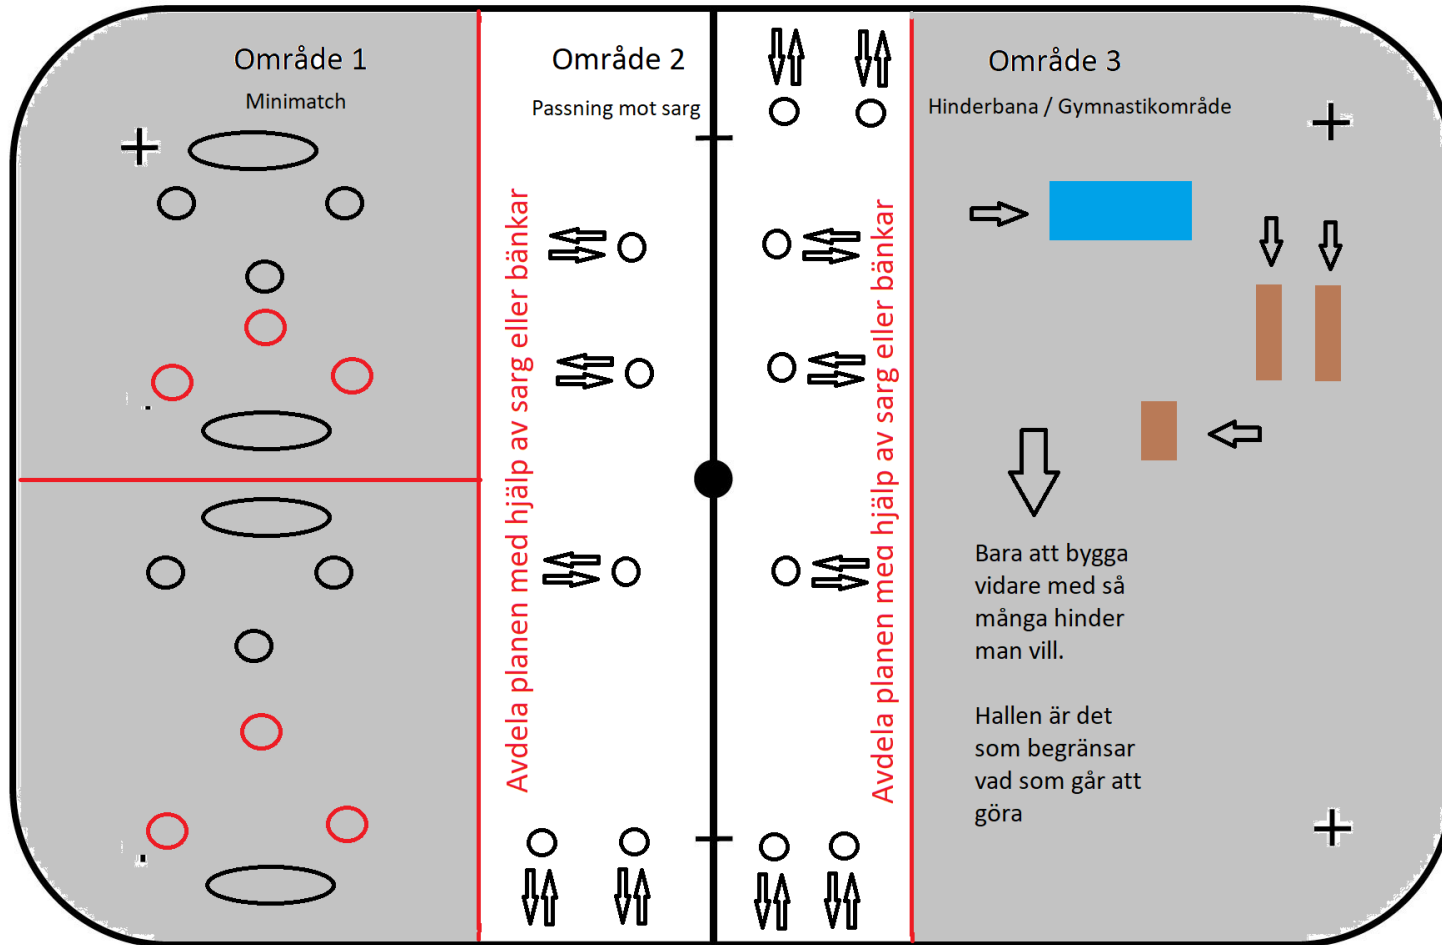 Område 1
Minimatch
Område 2
Passning mot sarg
Område 3
Hinderbana / Gymnastikområde
Avdela planen med hjälp av sarg eller bänkar
Avdela planen med hjälp av sarg eller bänkar
Bara att bygga
vidare med så
många hinder
man vill.
Hallen är det
som begränsar
vad som går att
göra